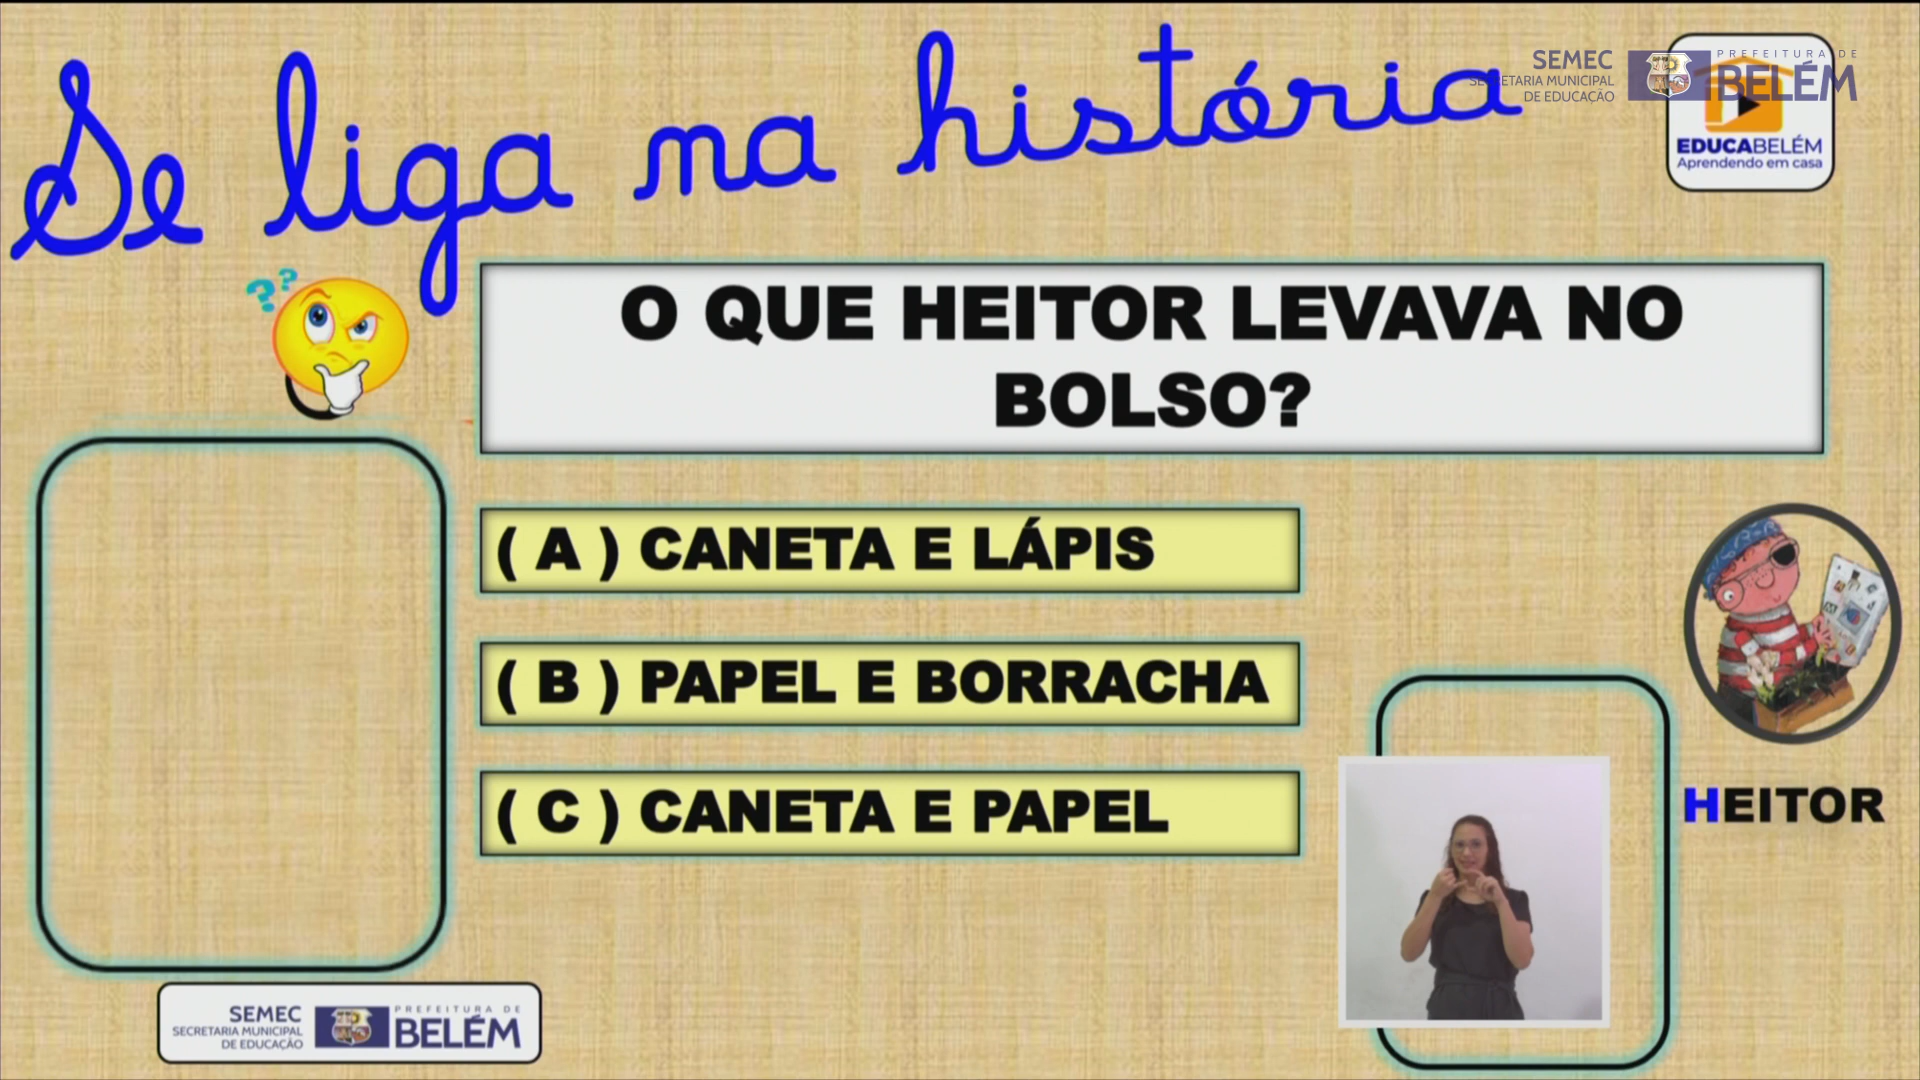 Se liga na história
SEMEC
SECRETARIA MUNICIPAL
DE EDUCAÇÃO
PREFEITURA DE
BELÉM
EDUCABELÉM
Aprendendo em casa
??
O QUE HEITOR LEVAVA NO
BOLSO?
( A ) CANETA E LÁPIS
( B ) PAPEL E BORRACHA
( C ) CANETA E PAPEL
HEITOR
SEMEC
SECRETARIA MUNICIPAL
DE EDUCAÇÃO
PREFEITURA DE
BELÉM